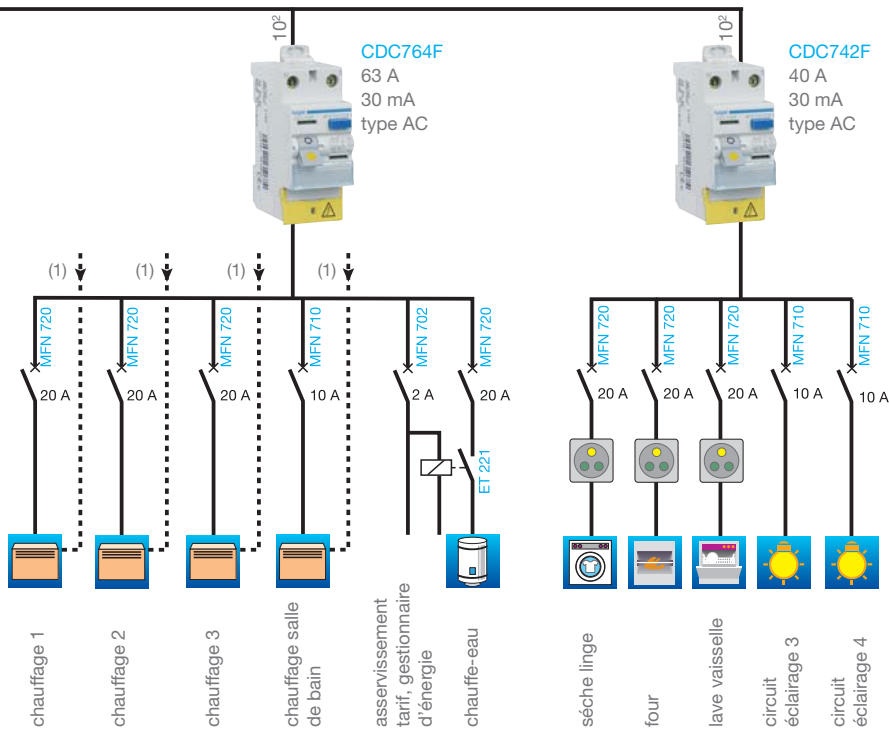 10²
CDC764F
63 A
30 mA
type AC
10²
CDC742F
40 A
30 mA
type AC
(1)
(1)
(1)
(1)
MFN 720
MFN 720
MFN 720
MFN 710
MFN 702
MFN 720
MFN 720
MFN 720
MFN 720
MFN 710
MFN 710
20 A
20 A
20 A
10 A
2 A
20 A
20 A
20 A
20 A
10 A
10 A
ET 221
chauffage 1
chauffage 2
chauffage 3
chauffage salle
de bain
asservissement
tarif, gestionnaire
d'énergie
chauffe-eau
séche linge
four
lave vaisselle
circuit
éclairage 3
circuit
éclairage 4